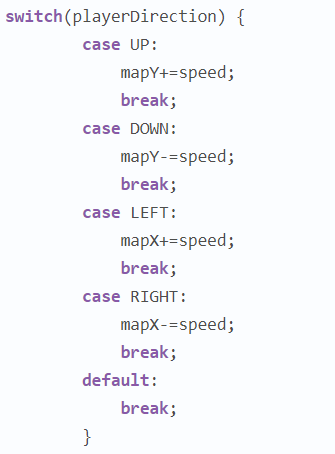 switch(playerDirection) {
        case UP:
            mapY+=speed;
            break;
        case DOWN:
            mapY-=speed;
            break;
        case LEFT:
            mapX+=speed;
            break;
        case RIGHT:
            mapX-=speed;
            break;
        default:
            break;
        }